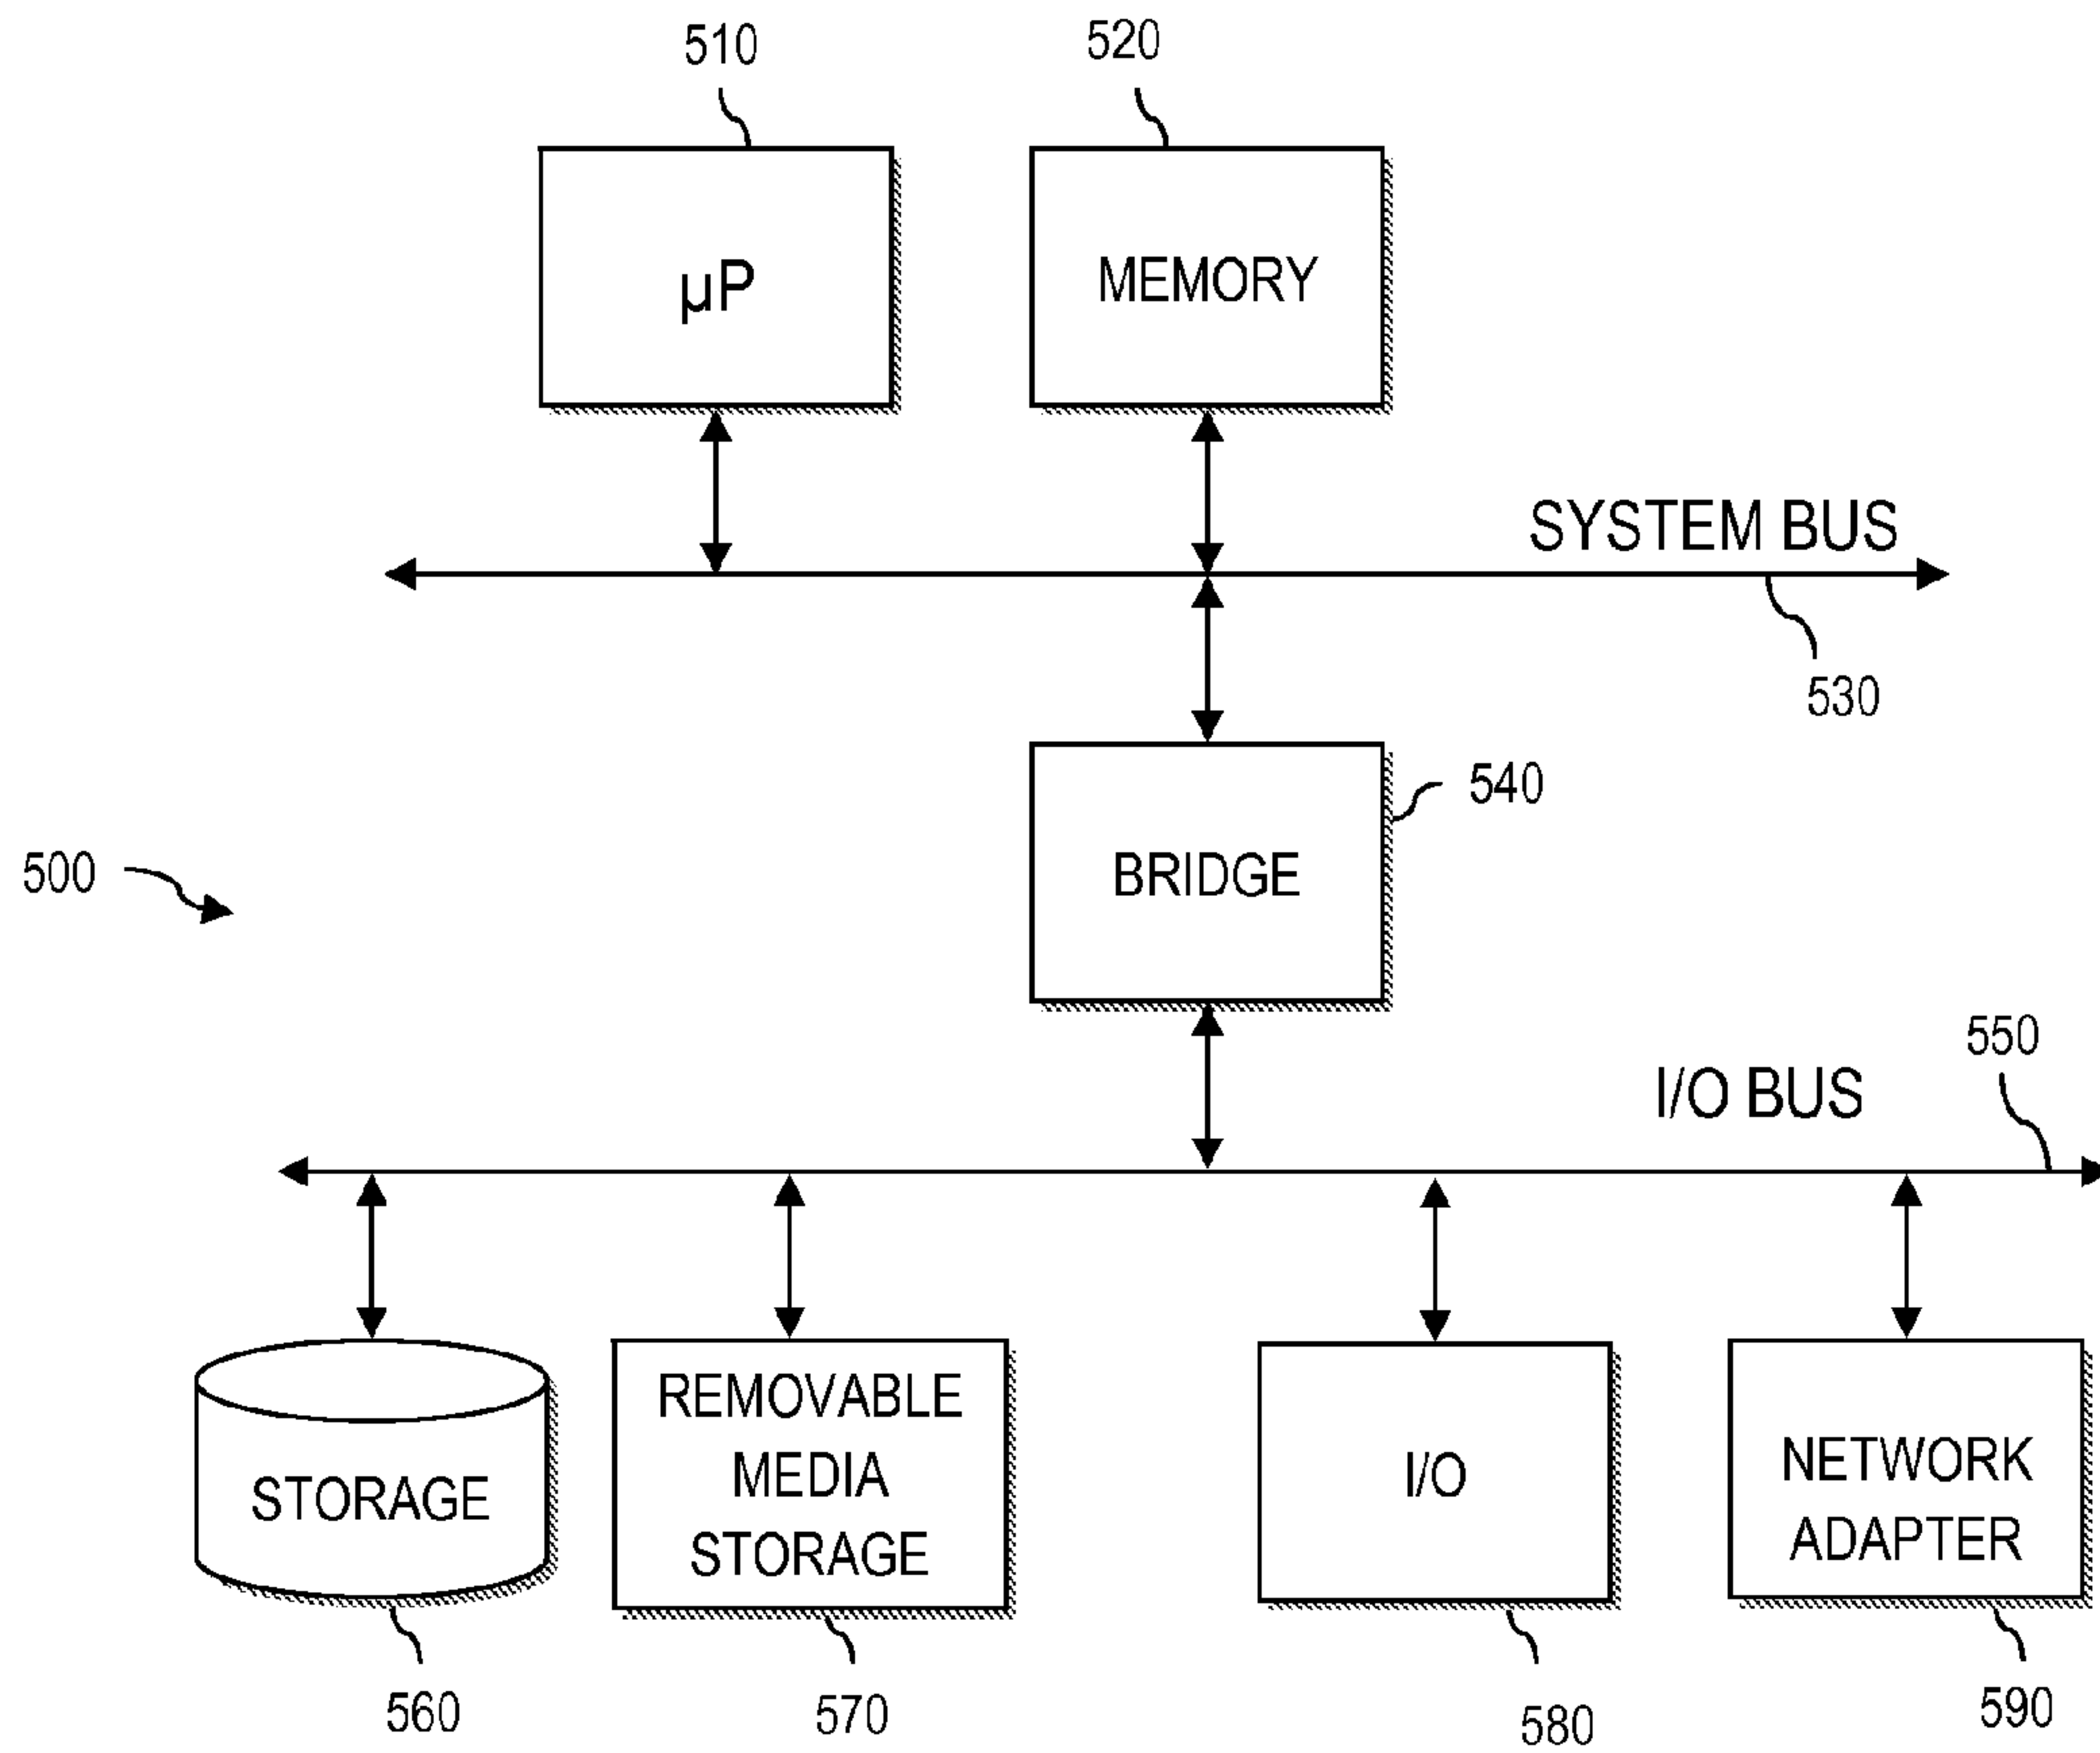 510
520
µP
MEMORY
SYSTEM BUS
530
540
BRIDGE
500
550
I/O BUS
STORAGE
REMOVABLE
MEDIA
STORAGE
I/O
NETWORK
ADAPTER
560
570
580
590